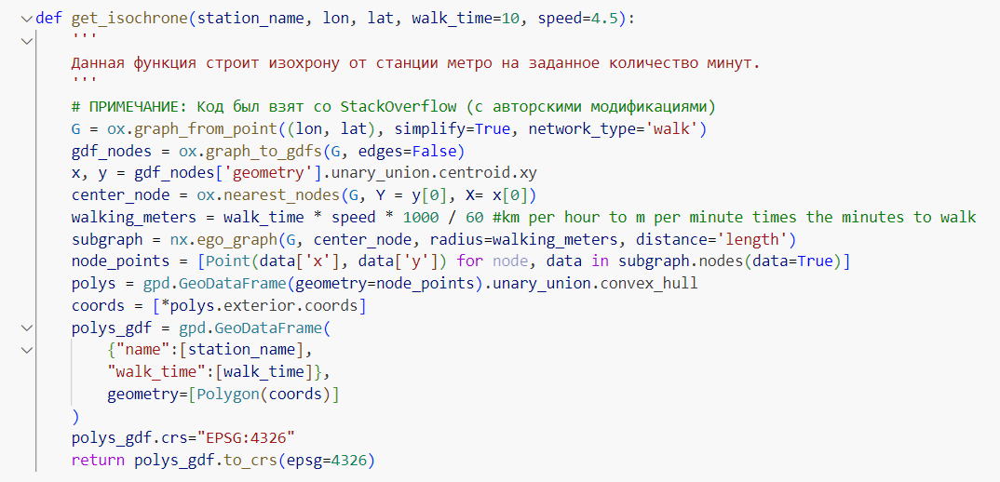 def get_isochrone(station_name, lon, lat, walk_time=10, speed=4.5):
    '''
    Данная функция строит изохрону от станции метро на заданное количество минут.
    '''
    # ПРИМЕЧАНИЕ: Код был взят со StackOverflow (с авторскими модификациями)
    G = ox.graph_from_point((lon, lat), simplify=True, network_type='walk')
    gdf_nodes = ox.graph_to_gdfs(G, edges=False)
    x, y = gdf_nodes['geometry'].unary_union.centroid.xy
    center_node = ox.nearest_nodes(G, Y = y[0], X= x[0])
    walking_meters = walk_time * speed * 1000 / 60 #km per hour to m per minute times the minutes to walk
    subgraph = nx.ego_graph(G, center_node, radius=walking_meters, distance='length')
    node_points = [Point(data['x'], data['y']) for node, data in subgraph.nodes(data=True)]
    polys = gpd.GeoDataFrame(geometry=node_points).unary_union.convex_hull
    coords = [*polys.exterior.coords]
    polys_gdf = gpd.GeoDataFrame(
        {"name":[station_name],
        "walk_time":[walk_time]},
        geometry=[Polygon(coords)]
    )
    polys_gdf.crs="EPSG:4326"
    return polys_gdf.to_crs(epsg=4326)